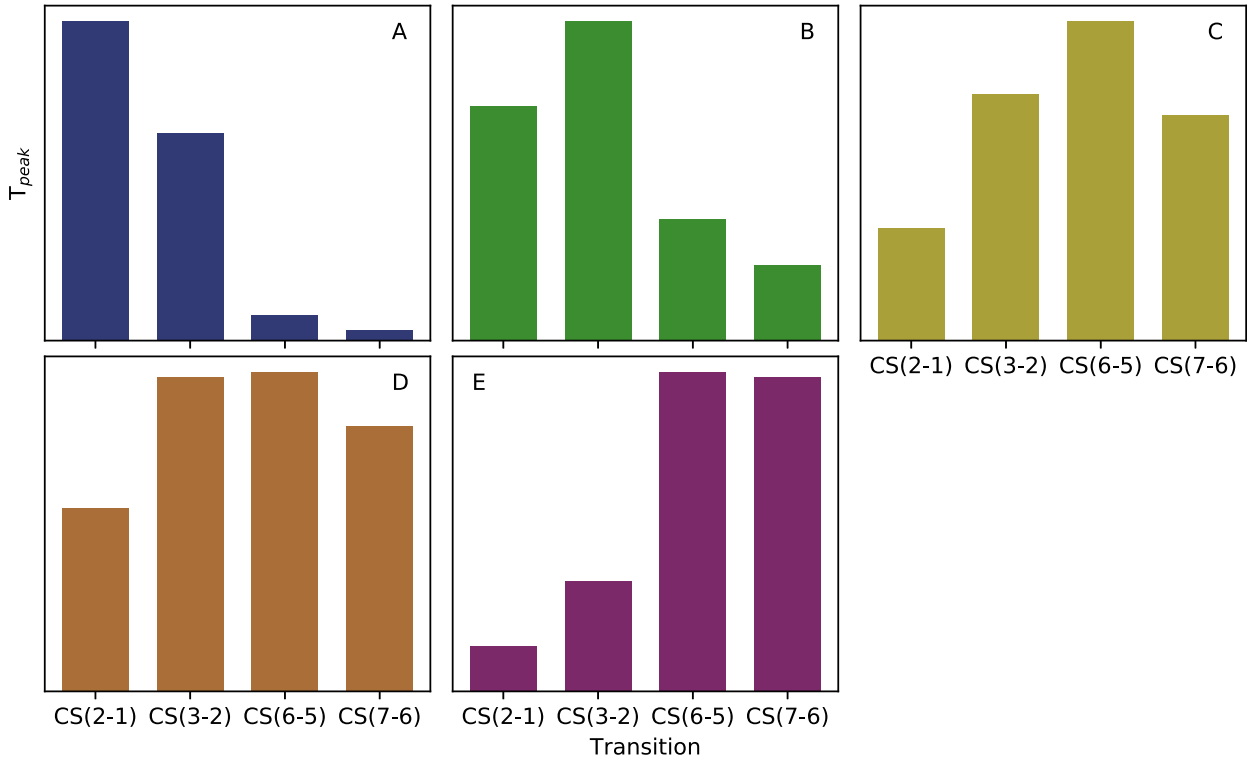 A
B
C
T_peak
CS(2-1) CS(3-2) CS(6-5) CS(7-6)
D
E
CS(2-1) CS(3-2) CS(6-5) CS(7-6)
CS(2-1) CS(3-2) CS(6-5) CS(7-6)
Transition